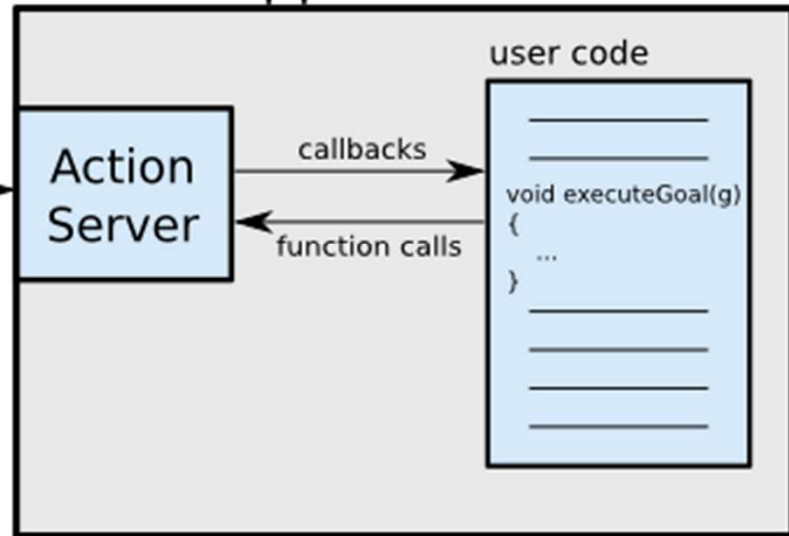 user code
Action
Server
callbacks
function calls
void executeGoal(g)
{
...
}